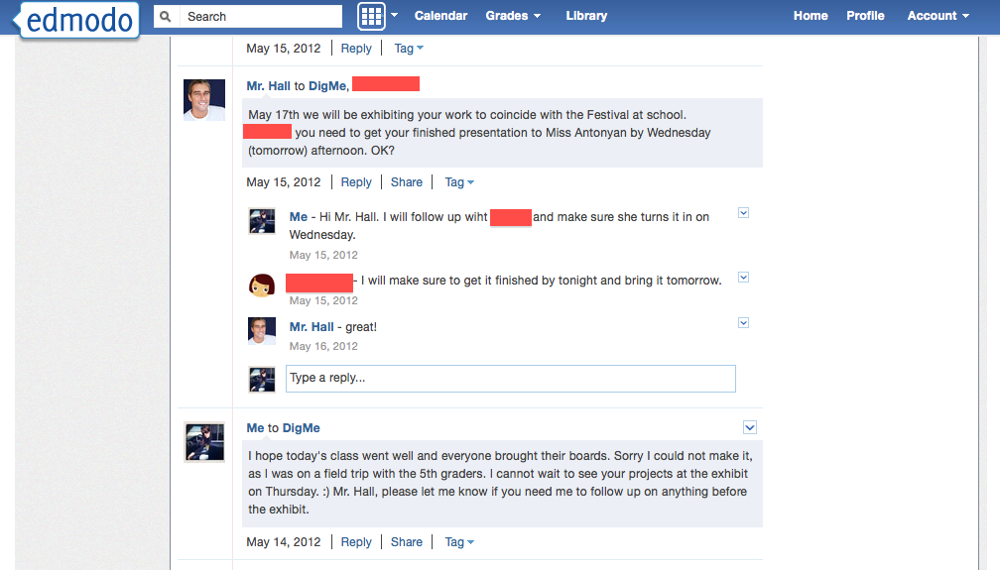 edmodo Search Calendar Grades Library Home Profile Account
May 15, 2012 Reply Tag
Mr. Hall to DigMe,
May 17th we will be exhibiting your work to coincide with the Festival at school.
you need to get your finished presentation to Miss Antonyan by Wednesday
(tomorrow) afternoon. OK?
May 15, 2012 Reply Share Tag
Me - Hi Mr. Hall. I will follow up wiht and make sure she turns it in on
Wednesday.
May 15, 2012
- I will make sure to get it finished by tonight and bring it tomorrow.
May 15, 2012
Mr. Hall - great!
May 16, 2012
Type a reply...
Me to DigMe
I hope today's class went well and everyone brought their boards. Sorry I could not make it,
as I was on a field trip with the 5th graders. I cannot wait to see your projects at the exhibit
on Thursday. :) Mr. Hall, please let me know if you need me to follow up on anything before
the exhibit.
May 14, 2012 Reply Share Tag